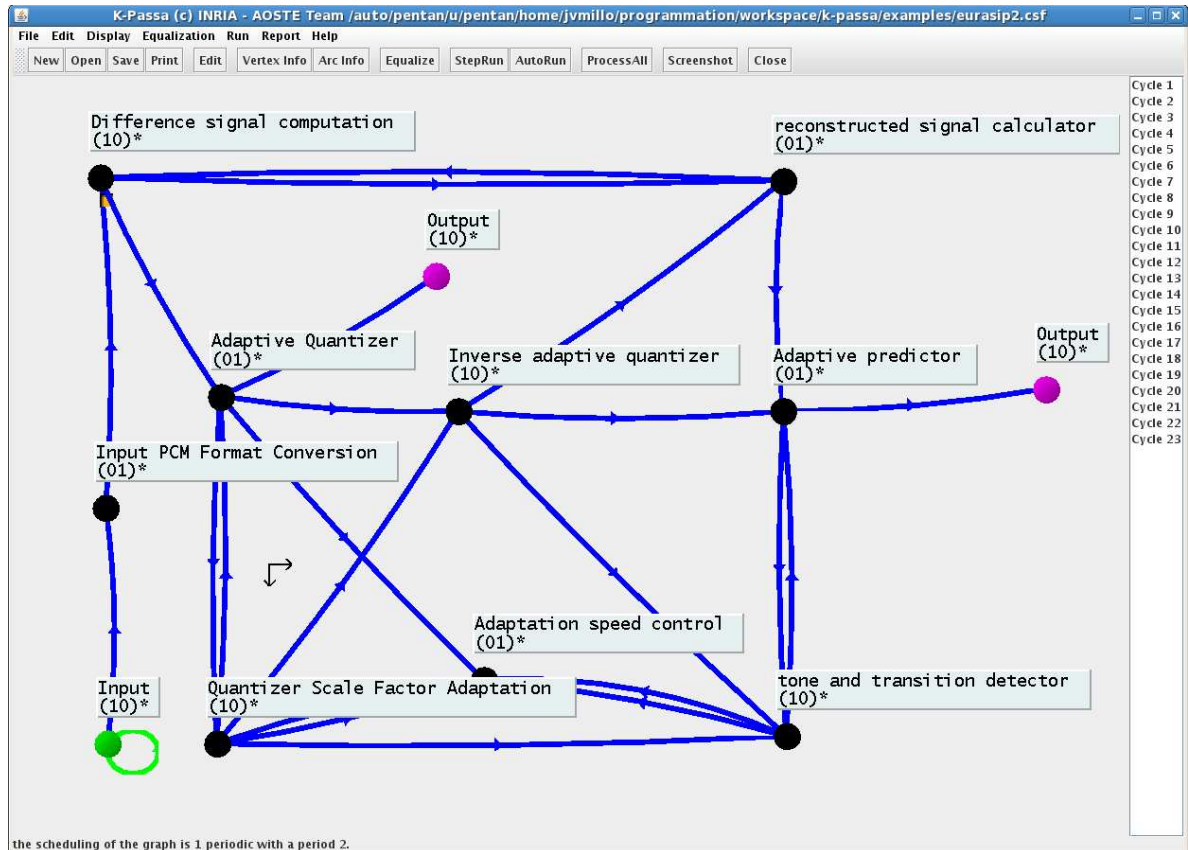 K-Passa (c) INRIA - AOSTE Team /auto/pentan/u/pentan/home/jvmillo/programmation/workspace/k-passa/examples/eurasip2.csf
File Edit Display Equalization Run Report Help
New Open Save Print Edit Vertex Info Arc Info Equalize StepRun AutoRun ProcessAll Screenshot Close
Difference signal computation
(10)*
reconstructed signal calculator
(01)*
Output
(10)*
Adaptive Quantizer
(01)*
Inverse adaptive quantizer
(10)*
Adaptive predictor
(01)*
Output
(10)*
Input PCM Format Conversion
(01)*
Adaptation speed control
(01)*
Input
(10)*
Quantizer Scale Factor Adaptation
(10)*
tone and transition detector
(10)*
Cycle 1
Cycle 2
Cycle 3
Cycle 4
Cycle 5
Cycle 6
Cycle 7
Cycle 8
Cycle 9
Cycle 10
Cycle 11
Cycle 12
Cycle 13
Cycle 14
Cycle 15
Cycle 16
Cycle 17
Cycle 18
Cycle 19
Cycle 20
Cycle 21
Cycle 22
Cycle 23
the scheduling of the graph is 1 periodic with a period 2.